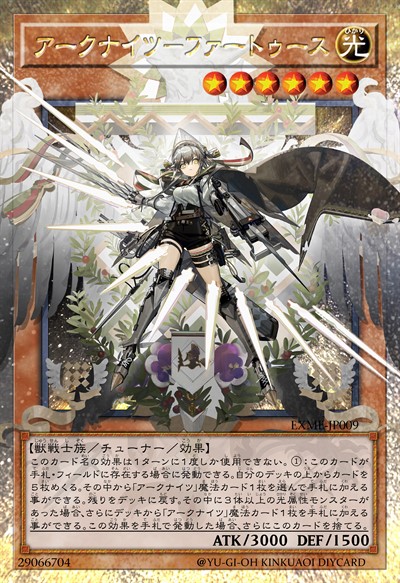 アークナイツーファートゥース
ひかり
光
EXME-JP009
【獣戦士族／チューナー／効果】
このカード名の効果は1ターンに1度しか使用できない。①:このカードが
手札・フィールドに存在する場合に発動できる。自分のデッキの上からカードを
5枚めくる。その中から「アークナイツ」魔法カード1枚を選んで手札に加える
事ができる。残りをデッキに戻す。その中に3体以上の光属性モンスターが
あった場合、さらにデッキから「アークナイツ」魔法カード1枚を手札に加える
事ができる。この効果を手札で発動した場合、さらにこのカードを捨てる。
ATK/3000 DEF/1500
29066704
@YU-GI-OH KINKUAOI DIYCARD